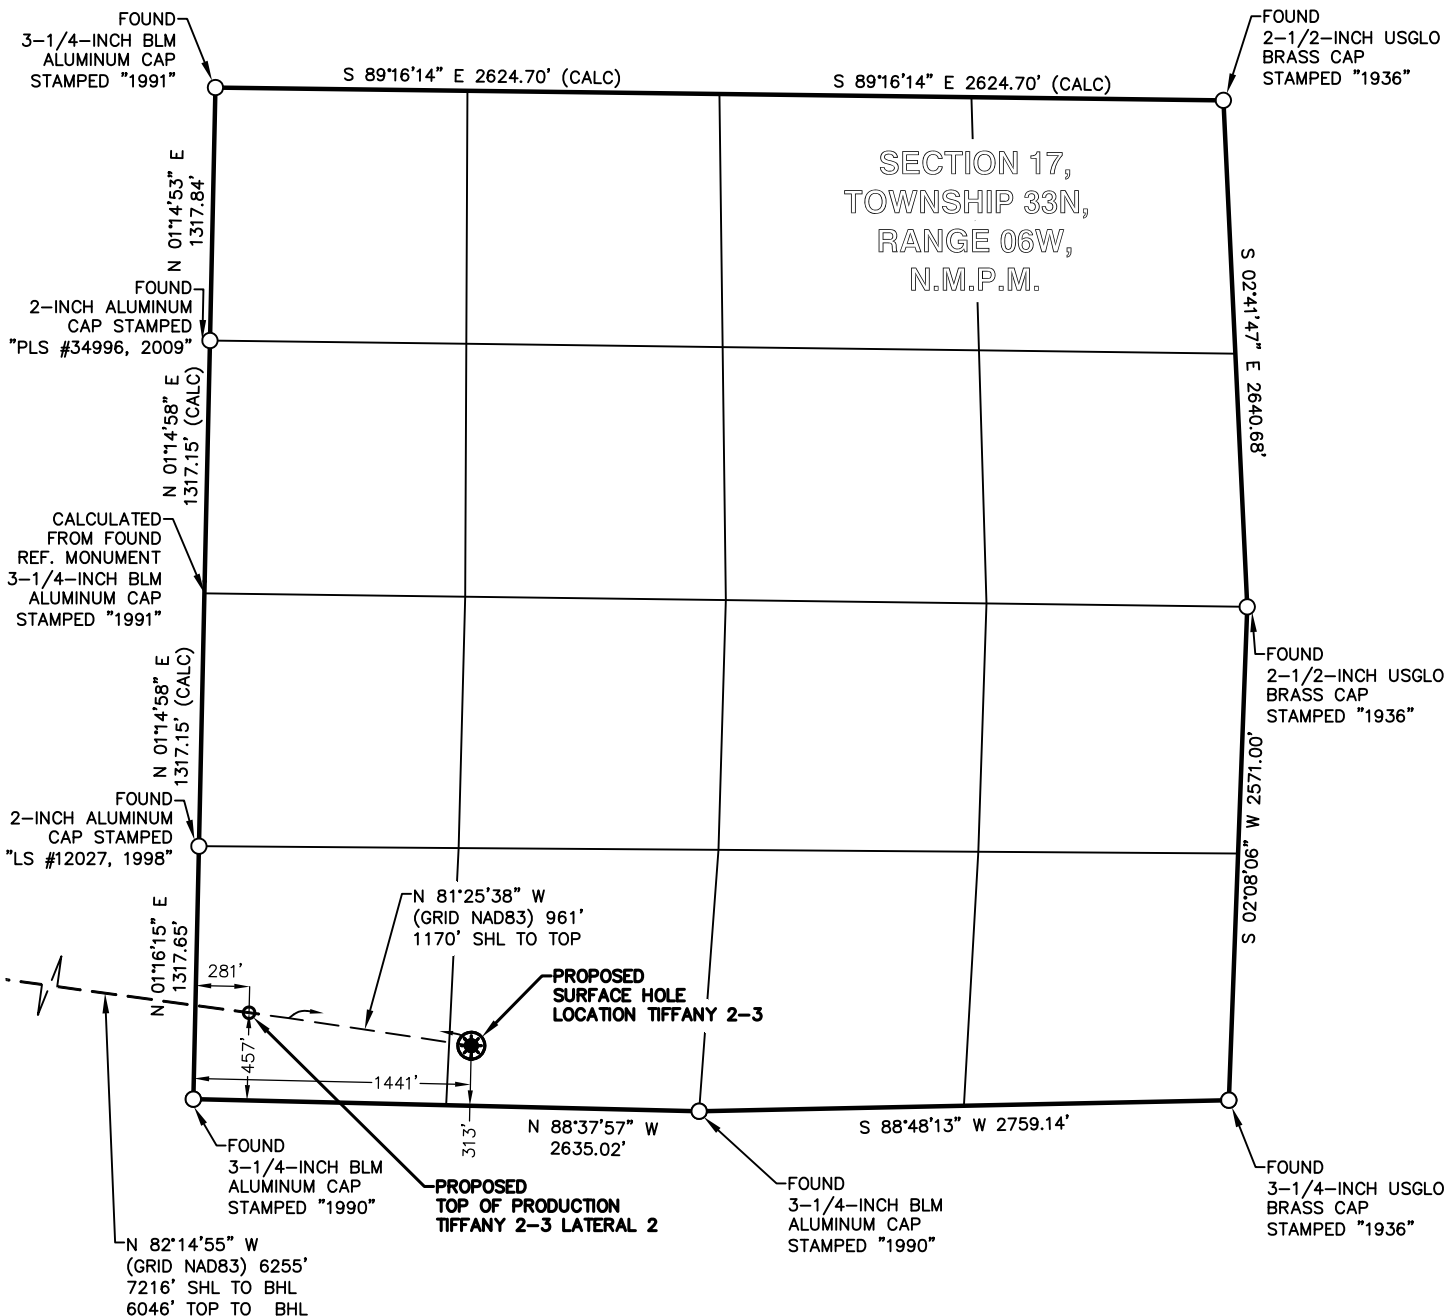 FOUND
3-1/4-INCH BLM
ALUMINUM CAP
STAMPED "1991"
S 89°16'14" E 2624.70' (CALC)
S 89°16'14" E 2624.70' (CALC)
FOUND
2-1/2-INCH USGLO
BRASS CAP
STAMPED "1936"
SECTION 17,
TOWNSHIP 33N,
RANGE 06W,
N.M.P.M.
N 01°14'53" E
1317.84'
FOUND
2-INCH ALUMINUM
CAP STAMPED
"PLS #34996, 2009"
S 02°41'47" E 2640.68'
N 01°14'58" E
1317.15' (CALC)
CALCULATED
FROM FOUND
REF. MONUMENT
3-1/4-INCH BLM
ALUMINUM CAP
STAMPED "1991"
FOUND
2-1/2-INCH USGLO
BRASS CAP
STAMPED "1936"
N 01°14'58" E
1317.15' (CALC)
FOUND
2-INCH ALUMINUM
CAP STAMPED
"LS #12027, 1998"
S 02°08'06" W 2571.00'
N 81°25'38" W
(GRID NAD83) 961'
1170' SHL TO TOP
N 01°16'15" E
1317.65'
281'
PROPOSED
SURFACE HOLE
LOCATION TIFFANY 2-3
457'
1441'
313'
N 88°37'57" W
2635.02'
S 88°48'13" W 2759.14'
FOUND
3-1/4-INCH BLM
ALUMINUM CAP
STAMPED "1990"
PROPOSED
TOP OF PRODUCTION
TIFFANY 2-3 LATERAL 2
FOUND
3-1/4-INCH BLM
ALUMINUM CAP
STAMPED "1990"
FOUND
3-1/4-INCH USGLO
BRASS CAP
STAMPED "1936"
N 82°14'55" W
(GRID NAD83) 6255'
7216' SHL TO BHL
6046' TOP TO BHL